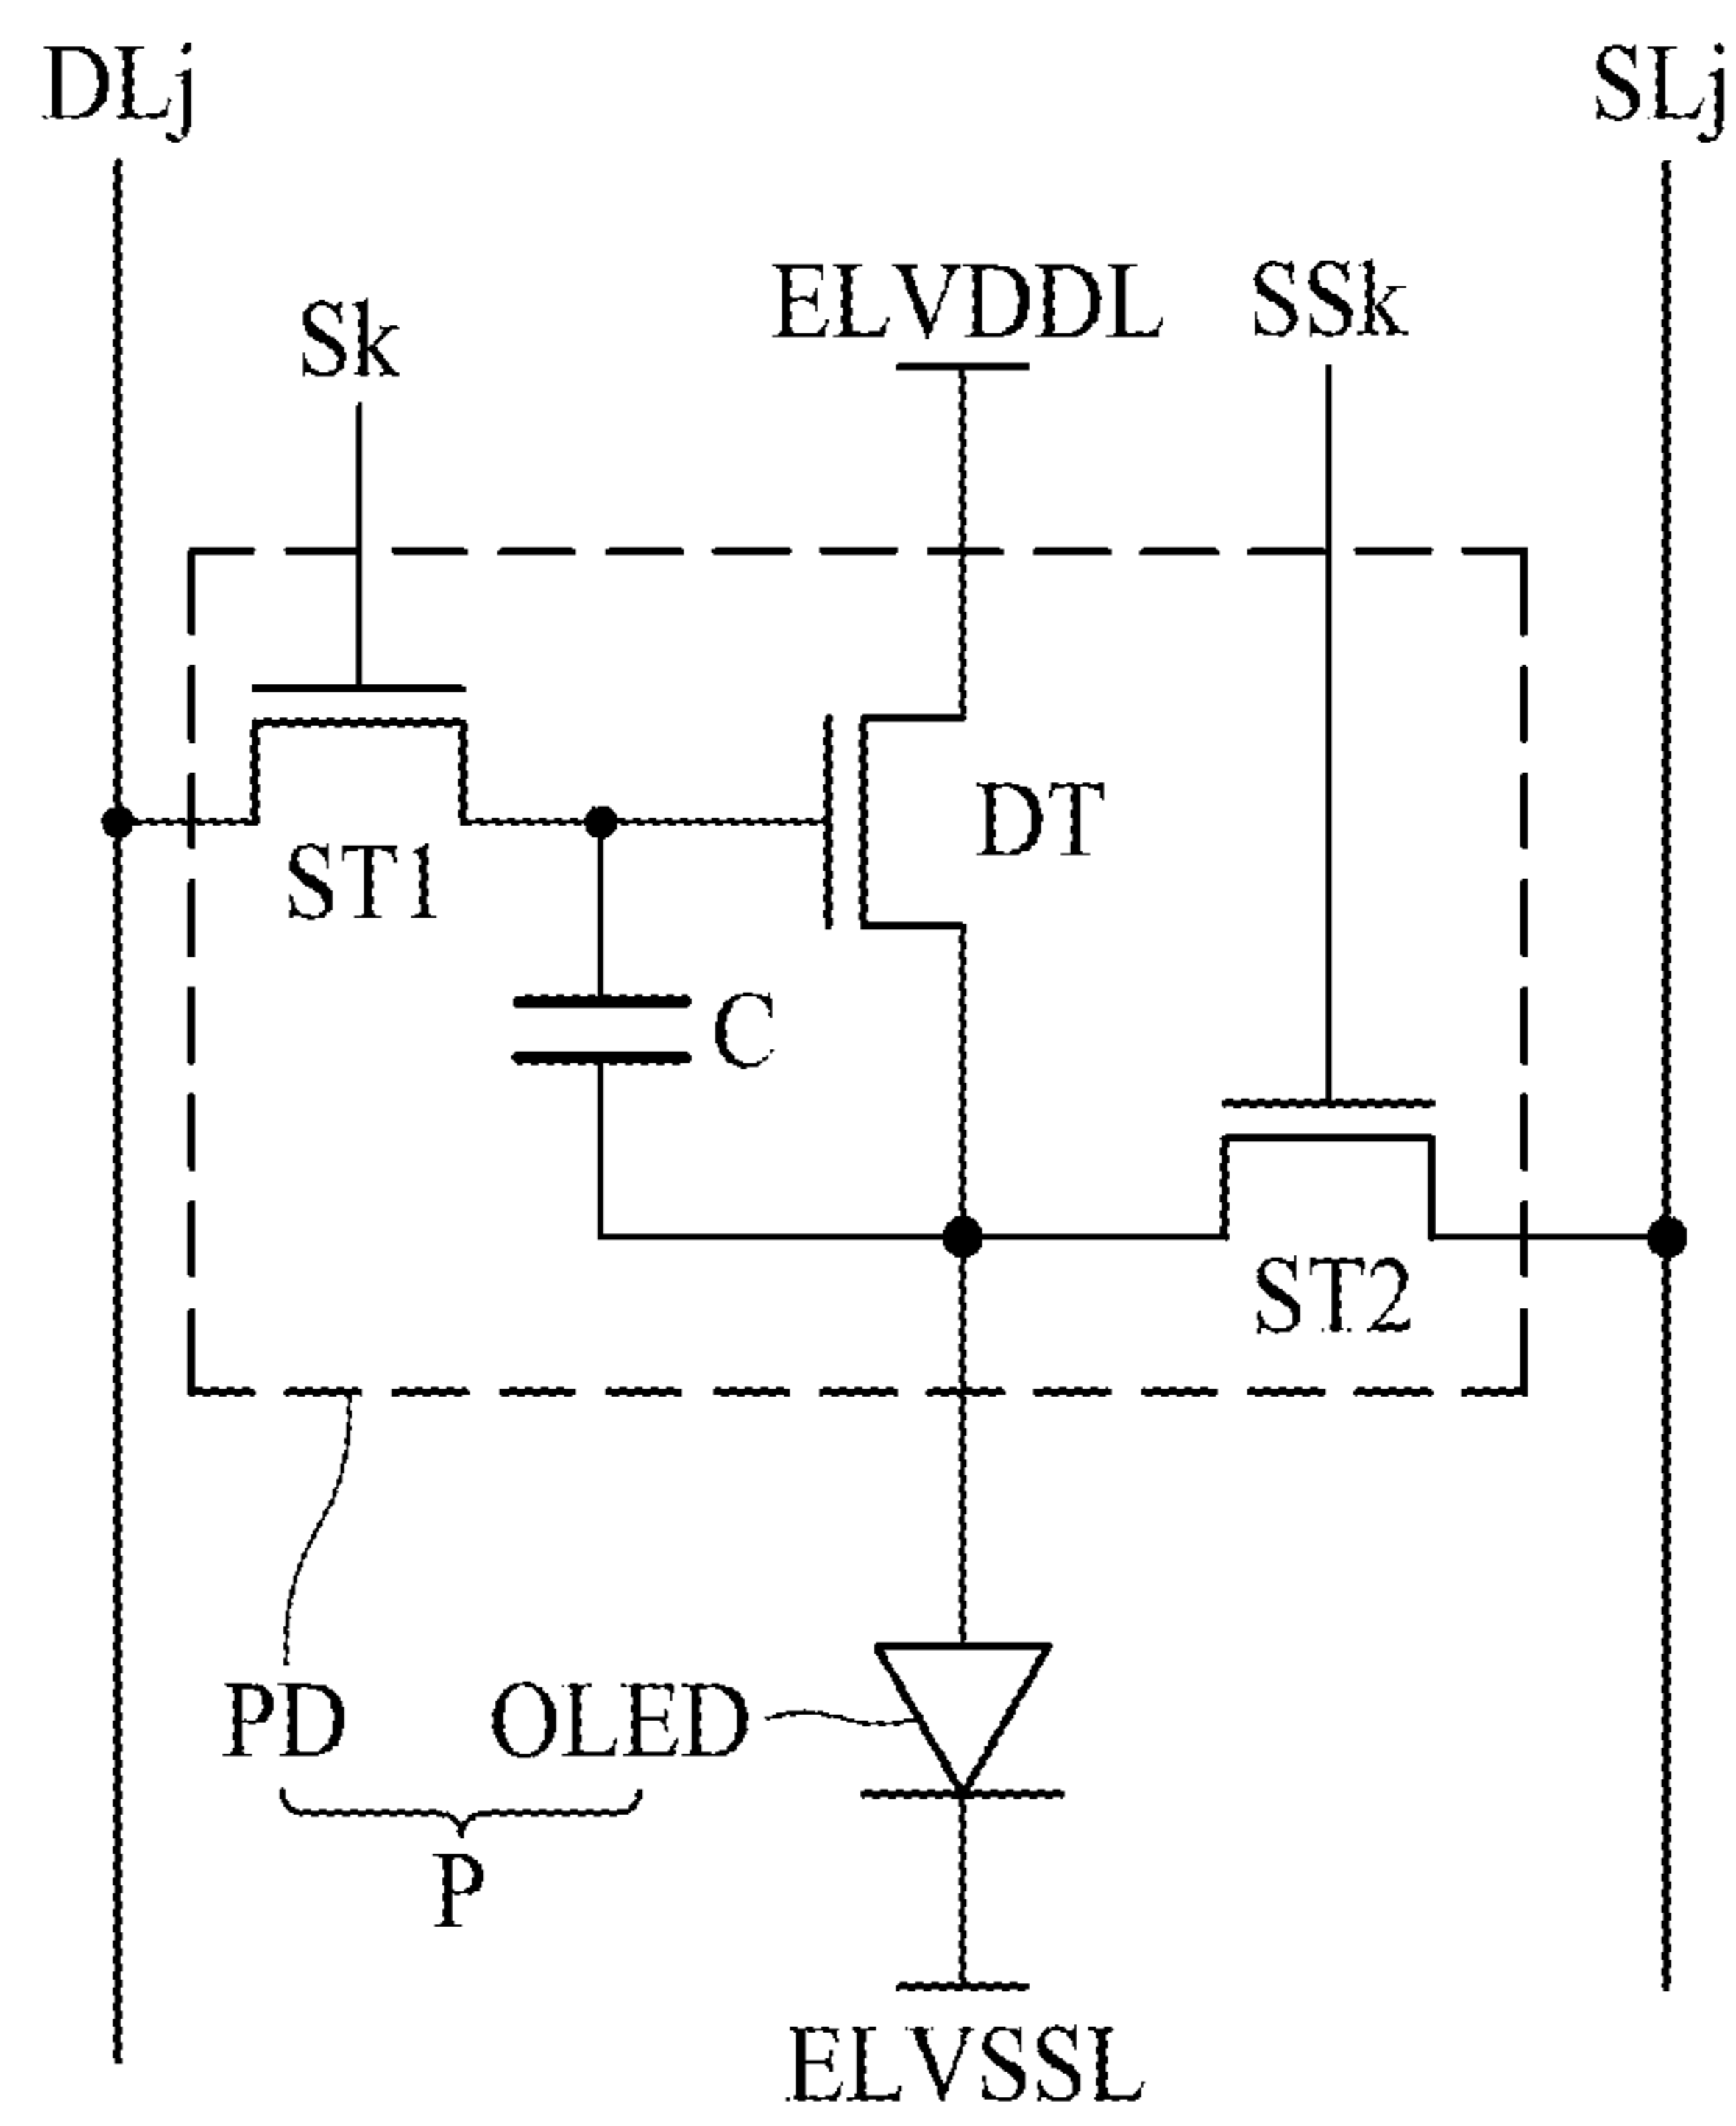 DLj
SLj
ELVDDL
SSk
Sk
DT
ST1
C
ST2
PD
OLED
P
ELVSSL